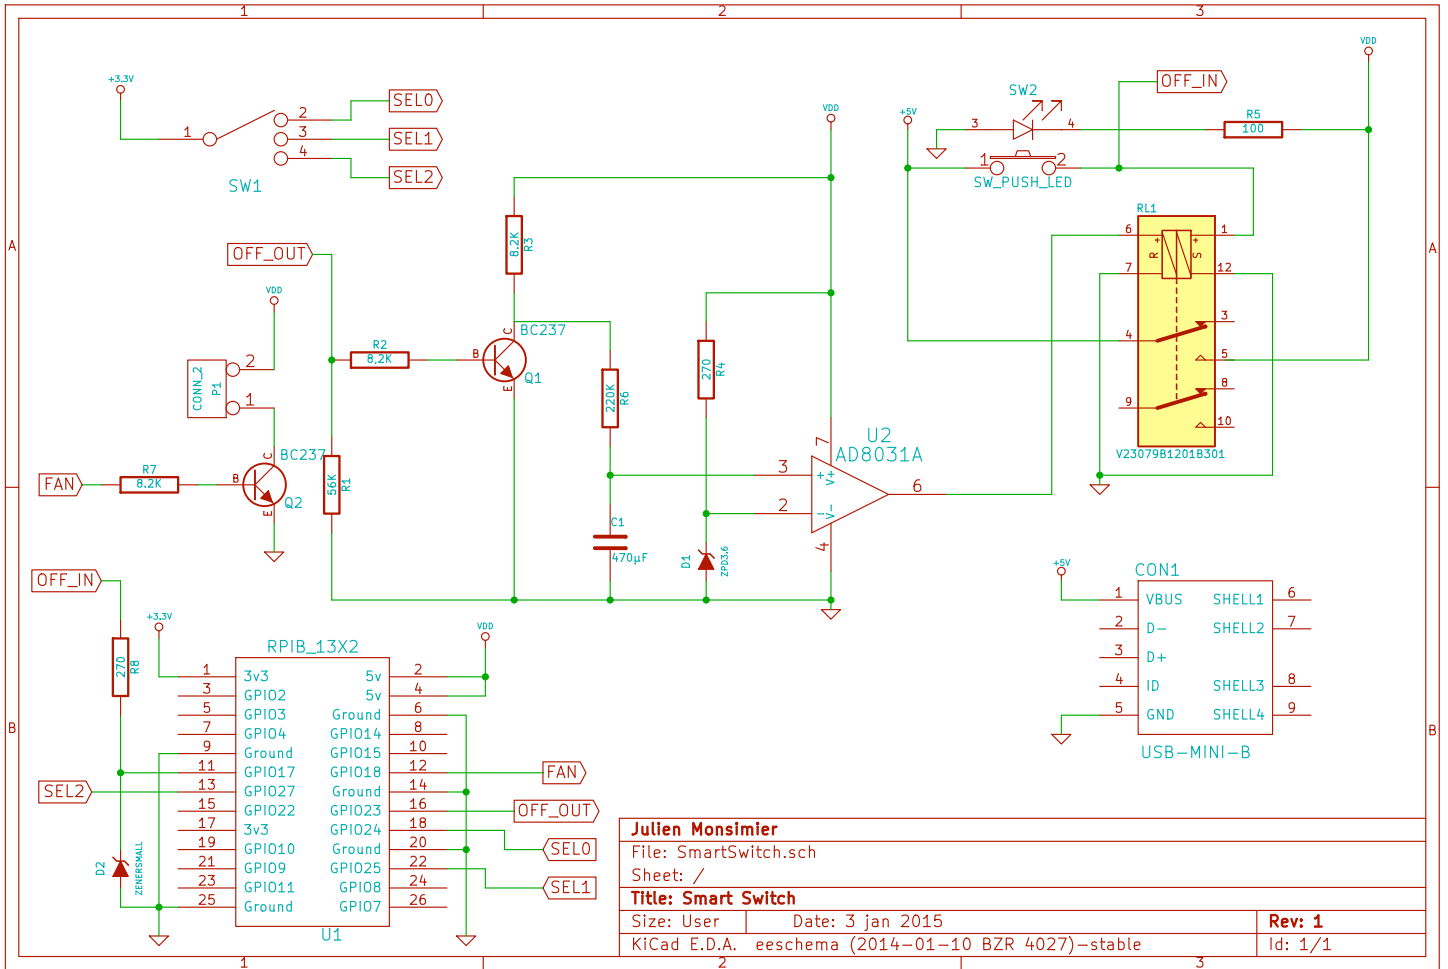 1 2 3
A A
B B
+3.3V
1
2
3
4
SW1
SEL0
SEL1
SEL2
OFF_OUT
VDD
CONN_2
P1
2
1
FAN
R7
8.2K
B
C
E
BC237
Q2
56K
R1
R2
8,2K
8.2K
R3
B
C
E
BC237
Q1
220K
R6
C1
470µF
VDD
270
R4
D1
ZPD3.6
U2
AD8031A
3
2
7
4
6
+
V+
-
V-
+5V
SW2
3
4
1
2
SW_PUSH_LED
OFF_IN
R5
100
VDD
RL1
6
7
4
9
1
12
3
5
8
10
+
R
+
S
V23079B1201B301
+5V
CON1
1 VBUS SHELL1 6
2 D- SHELL2 7
3 D+
4 ID SHELL3 8
5 GND SHELL4 9
USB-MINI-B
OFF_IN
270
R8
+3.3V
VDD
RPIB_13X2
1 3v3 5v 2
3 GPIO2 5v 4
5 GPIO3 Ground 6
7 GPIO4 GPIO14 8
9 Ground GPIO15 10
11 GPIO17 GPIO18 12
13 GPIO27 Ground 14
15 GPIO22 GPIO23 16
17 3v3 GPIO24 18
19 GPIO10 Ground 20
21 GPIO9 GPIO25 22
23 GPIO11 GPIO8 24
25 Ground GPIO7 26
U1
SEL2
D2
ZENERSMALL
FAN
OFF_OUT
SEL0
SEL1
Julien Monsimier
File: SmartSwitch.sch
Sheet: /
Title: Smart Switch
Size: User Date: 3 jan 2015 Rev: 1
KiCad E.D.A. eeschema (2014-01-10 BZR 4027)-stable Id: 1/1
1 2 3